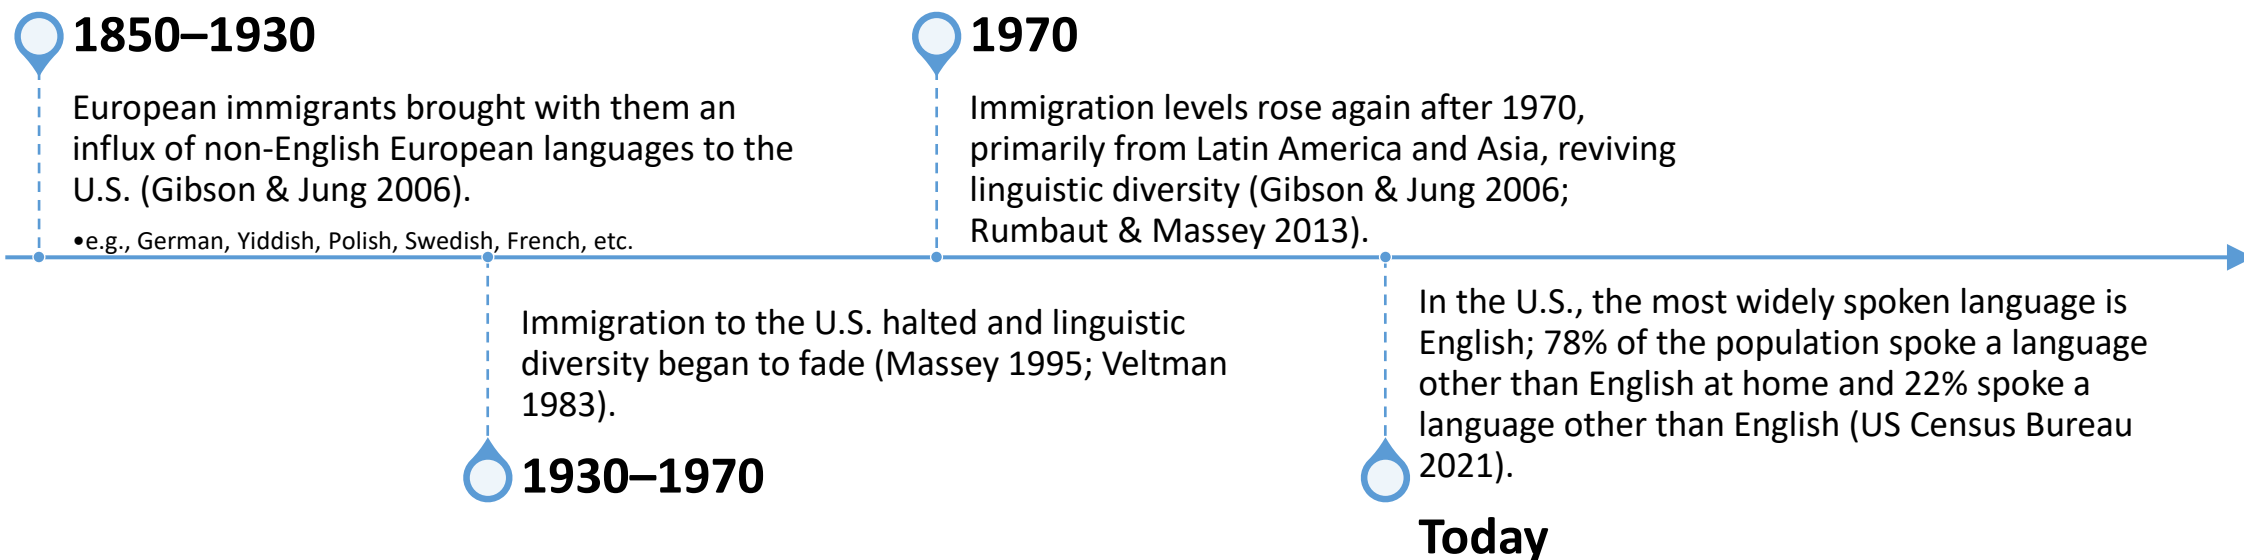 1850–1930
European immigrants brought with them an
influx of non-English European languages to the
U.S. (Gibson & Jung 2006).
•e.g., German, Yiddish, Polish, Swedish, French, etc.
Immigration to the U.S. halted and linguistic
diversity began to fade (Massey 1995; Veltman
1983).
1930–1970
1970
Immigration levels rose again after 1970,
primarily from Latin America and Asia, reviving
linguistic diversity (Gibson & Jung 2006;
Rumbaut & Massey 2013).
In the U.S., the most widely spoken language is
English; 78% of the population spoke a language
other than English at home and 22% spoke a
language other than English (US Census Bureau
2021).
Today